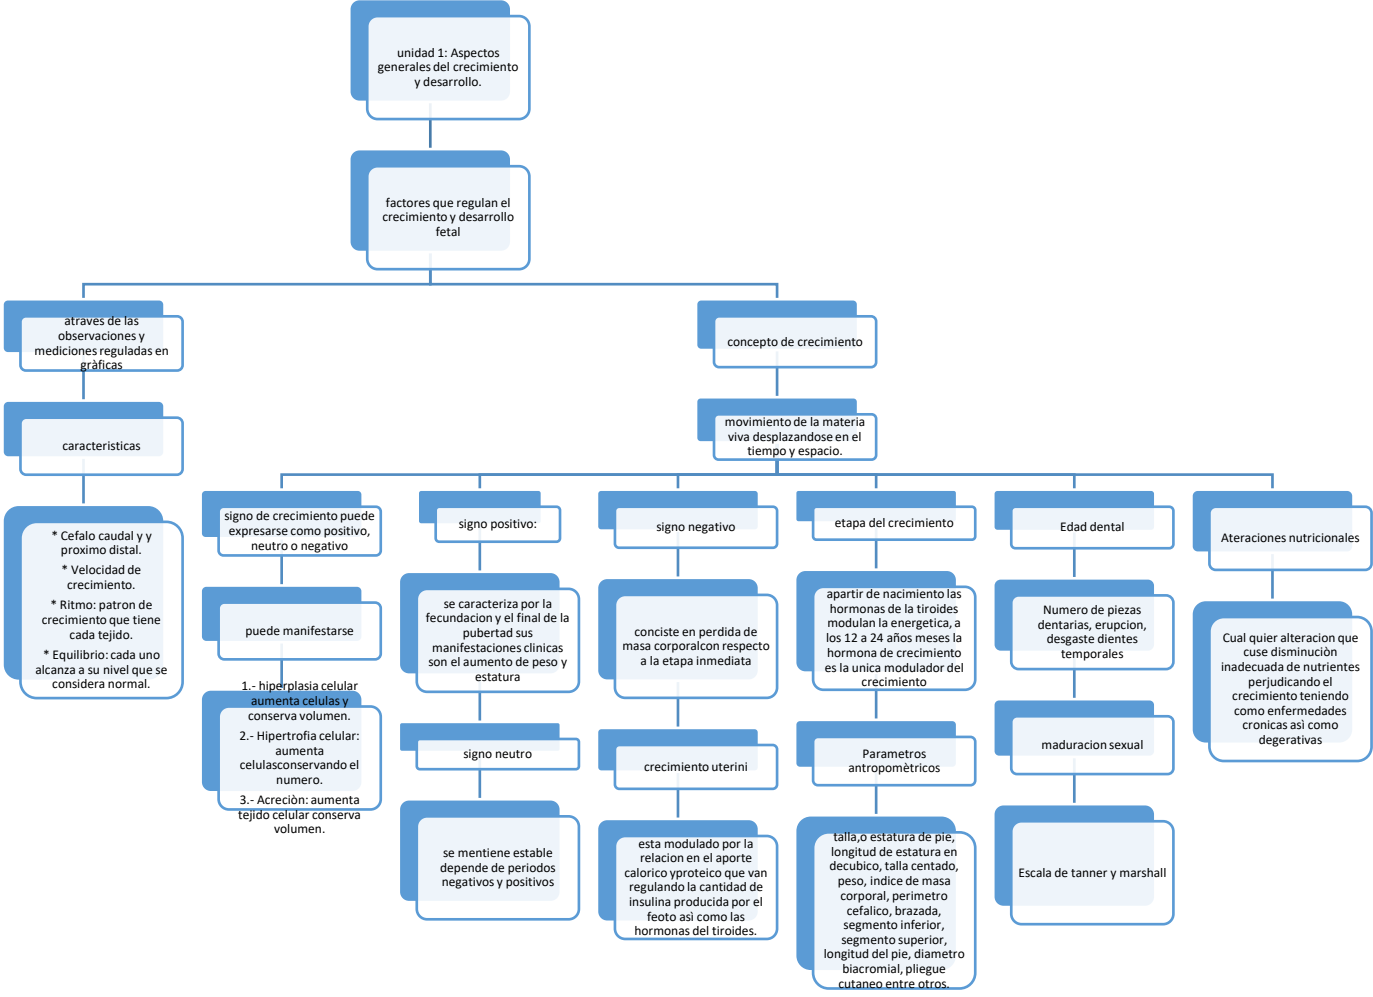 unidad 1: Aspectos
generales del crecimiento
y desarrollo.
factores que regulan el
crecimiento y desarrollo
fetal
atraves de las
observaciones y
mediciones reguladas en
gràficas
concepto de crecimiento
caracteristicas
movimiento de la materia
viva desplazandose en el
tiempo y espacio.
* Cefalo caudal y y
proximo distal.
* Velocidad de
crecimiento.
* Ritmo: patron de
crecimiento que tiene
cada tejido.
* Equilibrio: cada uno
alcanza a su nivel que se
considera normal.
signo de crecimiento puede
expresarse como positivo,
neutro o negativo
puede manifestarse
1.- hiperplasia celular
aumenta celulas y
conserva volumen.
2.- Hipertrofia celular:
aumenta
celulasconservando el
numero.
3.- Acreciòn: aumenta
tejido celular conserva
volumen.
signo positivo:
se caracteriza por la
fecundacion y el final de la
pubertad sus
manifestaciones clinicas
son el aumento de peso y
estatura
signo neutro
se mentiene estable
depende de periodos
negativos y positivos
signo negativo
conciste en perdida de
masa corporalcon respecto
a la etapa inmediata
crecimiento uterini
esta modulado por la
relacion en el aporte
calorico yproteico que van
regulando la cantidad de
insulina producida por el
feoto asì como las
hormonas del tiroides.
etapa del crecimiento
apartir de nacimiento las
hormonas de la tiroides
modulan la energetica, a
los 12 a 24 años meses la
hormona de crecimiento
es la unica modulador del
crecimiento
Parametros
antropomètricos
talla,o estatura de pie,
longitud de estatura en
decubico, talla centado,
peso, indice de masa
corporal, perimetro
cefalico, brazada,
segmento inferior,
segmento superior,
longitud del pie, diametro
biacromial, pliegue
cutaneo entre otros.
Edad dental
Numero de piezas
dentarias, erupcion,
desgaste dientes
temporales
maduracion sexual
Escala de tanner y marshall
Ateraciones nutricionales
Cual quier alteracion que
cuse disminuciòn
inadecuada de nutrientes
perjudicando el
crecimiento teniendo
como enfermedades
cronicas asì como
degerativas